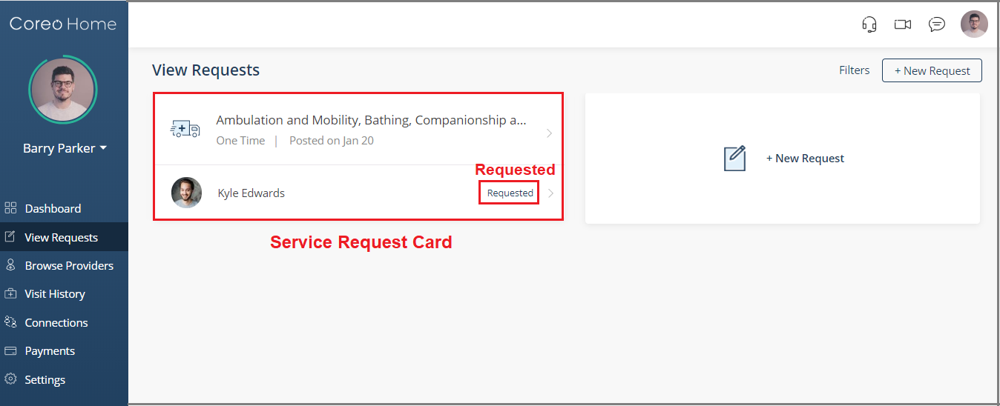 Coreo Home
Barry Parker
Dashboard
View Requests
Browse Providers
Visit History
Connections
Payments
Settings
View Requests
Filters
+ New Request
Ambulation and Mobility, Bathing, Companionship a...
One Time | Posted on Jan 20
Requested
Kyle Edwards
Requested
Service Request Card
+ New Request